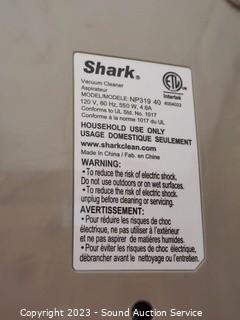 Shark®
Vacuum Cleaner
Aspirateur
MODEL/MODELE: NP319 40
120 V, 60 Hz, 550 W, 4.6A
Conforms to UL Std. No. 1017
Conforme à la norme 1017 du UL
ETL
Intertek
4004033
HOUSEHOLD USE ONLY
USAGE DOMESTIQUE SEULEMENT
www.sharkclean.com
Made In China / Fab. en Chine
WARNING:
•To reduce the risk of electric shock,
Do not use outdoors or on wet surfaces.
•To reduce the risk of electric shock,
unplug before cleaning or servicing.
AVERTISSEMENT:
•Pour réduire les risques de choc
électrique, ne pas utiliser à l'extérieur
et ne pas aspirer de matières humides.
•Pour éviter les risques de choc électrique,
débrancher avant le nettoyage ou l'entretien.
Copyright 2023 - SourceOne Auctions